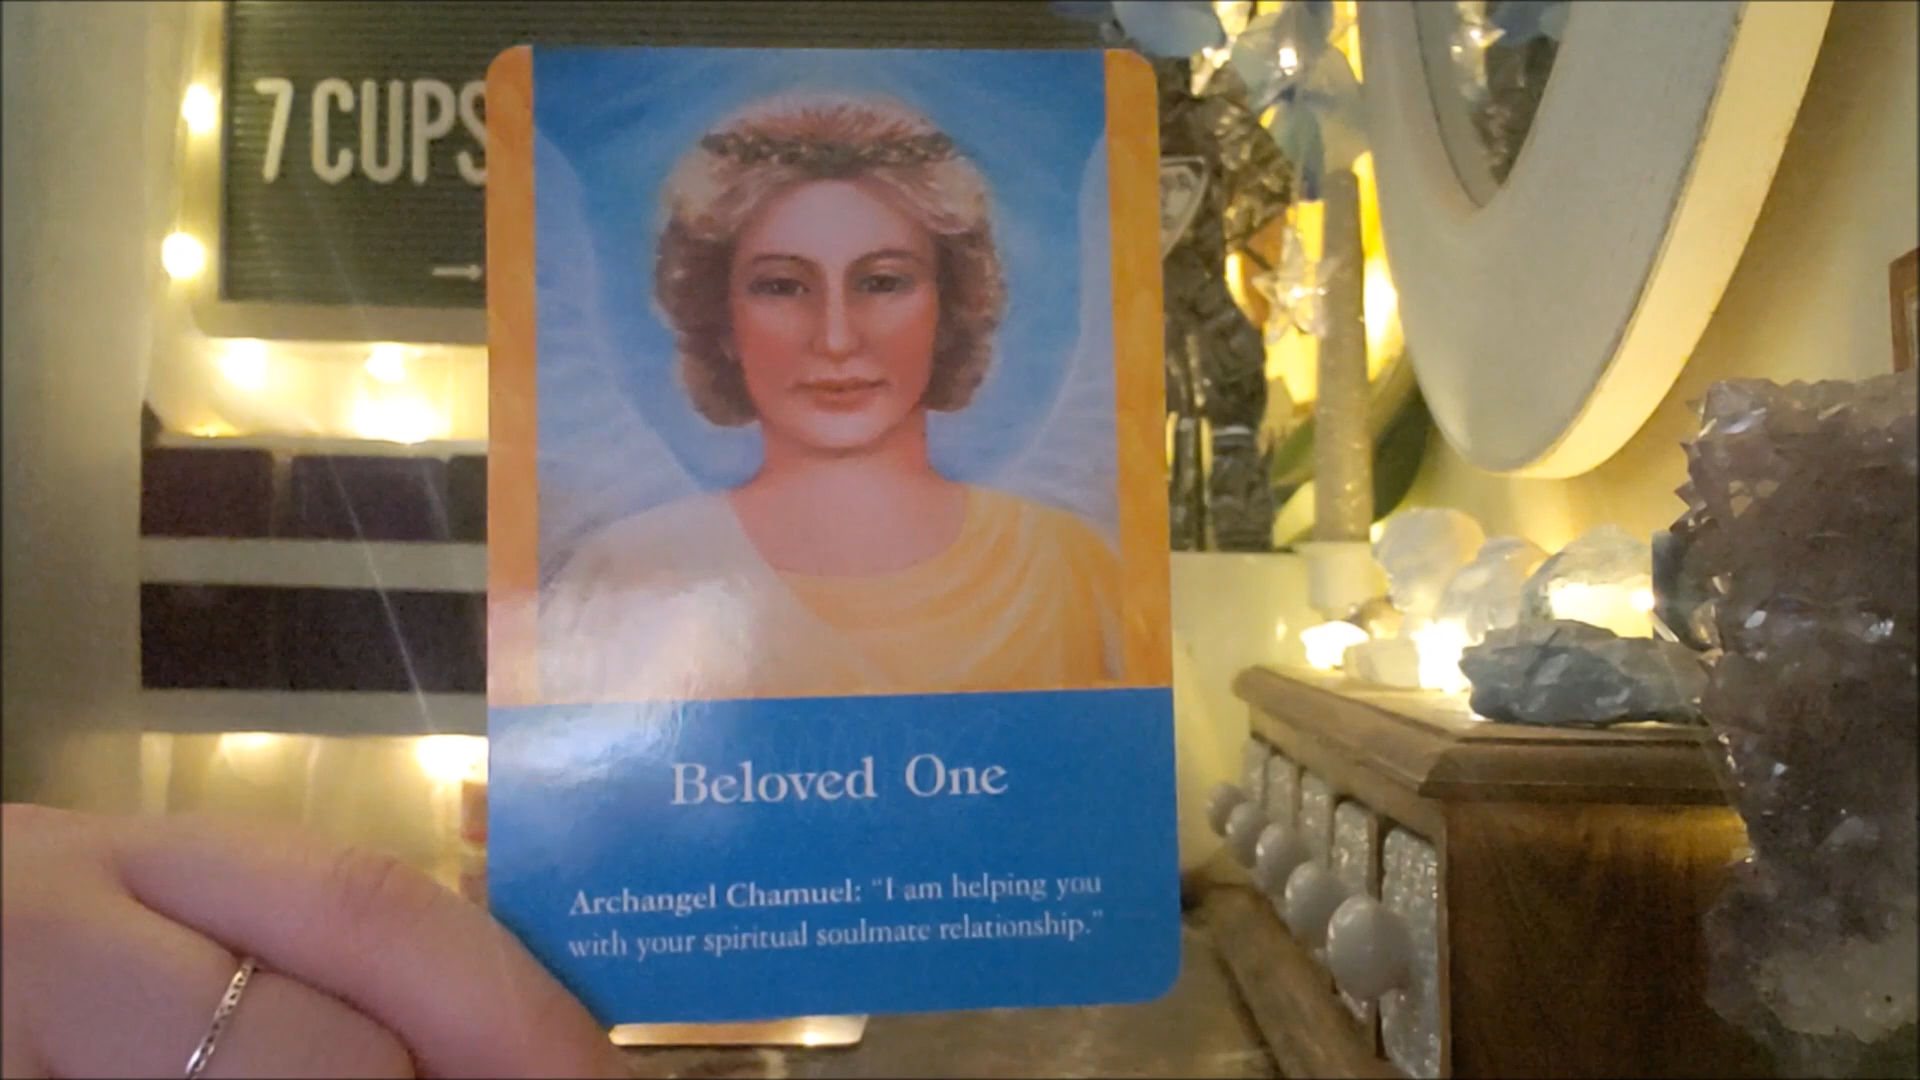 7 CUPS
→
Beloved One
Archangel Chamuel: "I am helping you
with your spiritual soulmate relationship."